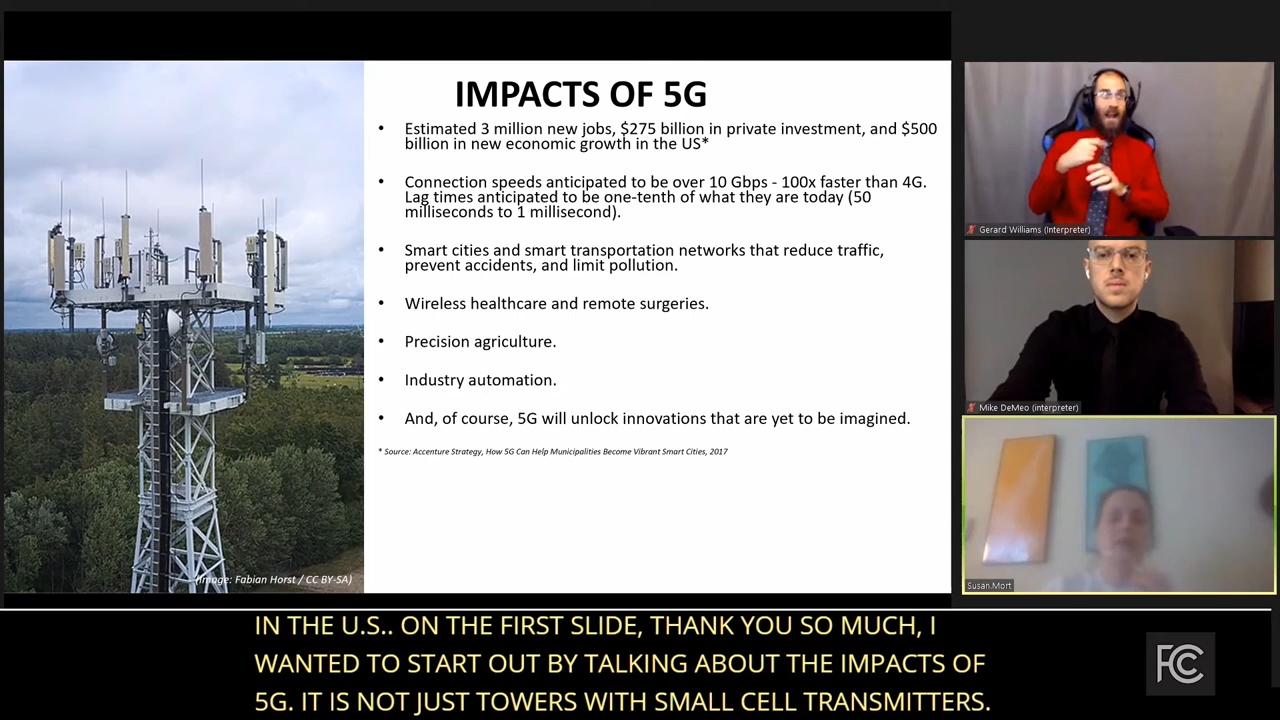 IMPACTS OF 5G
• Estimated 3 million new jobs, $275 billion in private investment, and $500
billion in new economic growth in the US*
• Connection speeds anticipated to be over 10 Gbps - 100x faster than 4G.
Lag times anticipated to be one-tenth of what they are today (50
milliseconds to 1 millisecond).
• Smart cities and smart transportation networks that reduce traffic,
prevent accidents, and limit pollution.
• Wireless healthcare and remote surgeries.
• Precision agriculture.
• Industry automation.
• And, of course, 5G will unlock innovations that are yet to be imagined.
* Source: Accenture Strategy, How 5G Can Help Municipalities Become Vibrant Smart Cities, 2017
(Image: Fabian Horst / CC BY-SA)
Gerard Williams (Interpreter)
Mike DeMeo (interpreter)
Susan.Mort
IN THE U.S.. ON THE FIRST SLIDE, THANK YOU SO MUCH, I
WANTED TO START OUT BY TALKING ABOUT THE IMPACTS OF
5G. IT IS NOT JUST TOWERS WITH SMALL CELL TRANSMITTERS.
FCC